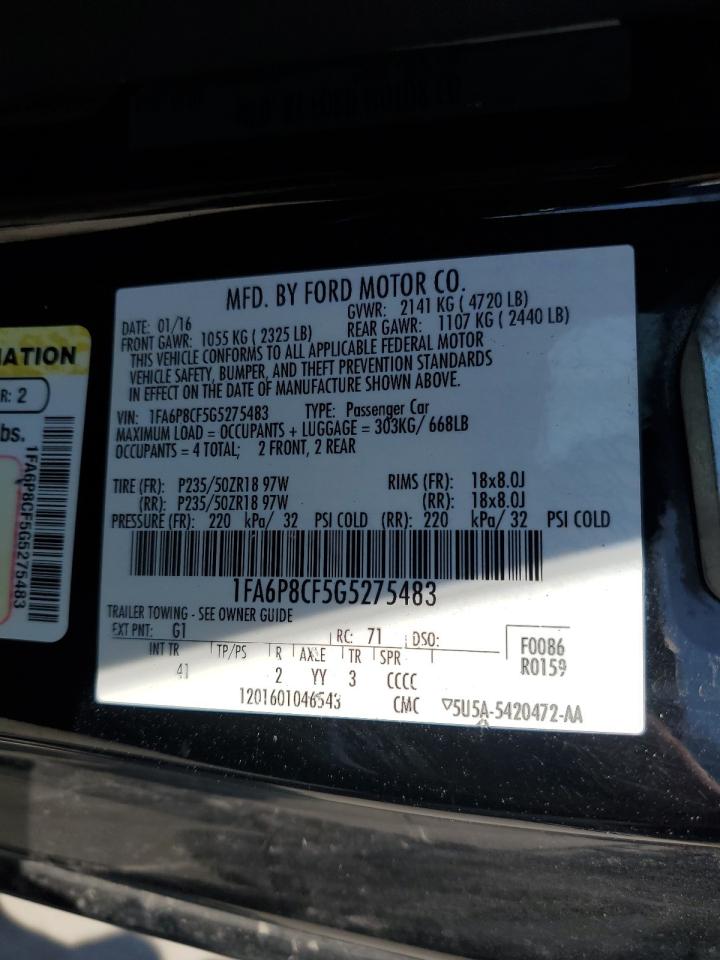 MFD. BY FORD MOTOR CO.
DATE: 01/16 GVWR: 2141 KG ( 4720 LB)
FRONT GAWR: 1055 KG ( 2325 LB) REAR GAWR: 1107 KG ( 2440 LB)
THIS VEHICLE CONFORMS TO ALL APPLICABLE FEDERAL MOTOR
VEHICLE SAFETY, BUMPER, AND THEFT PREVENTION STANDARDS
IN EFFECT ON THE DATE OF MANUFACTURE SHOWN ABOVE.
VIN: 1FA6P8CF5G5275483 TYPE: Passenger Car
MAXIMUM LOAD = OCCUPANTS + LUGGAGE = 303KG/ 668LB
OCCUPANTS = 4 TOTAL; 2 FRONT, 2 REAR
TIRE (FR): P235/50ZR18 97W RIMS (FR): 18x8.0J
(RR): P235/50ZR18 97W (RR): 18x8.0J
PRESSURE (FR): 220 kPa/ 32 PSI COLD (RR): 220 kPa/ 32 PSI COLD
1FA6P8CF5G5275483
TRAILER TOWING - SEE OWNER GUIDE
EXT PNT: G1 RC: 71 DSO: F0086
R0159
INT TR TP/PS R AXLE TR SPR
41 2 YY 3 CCCC
1201601046543 CMC ▽5U5A-5420472-AA
R: 2
bs.
1FA6P8CF5G5275483